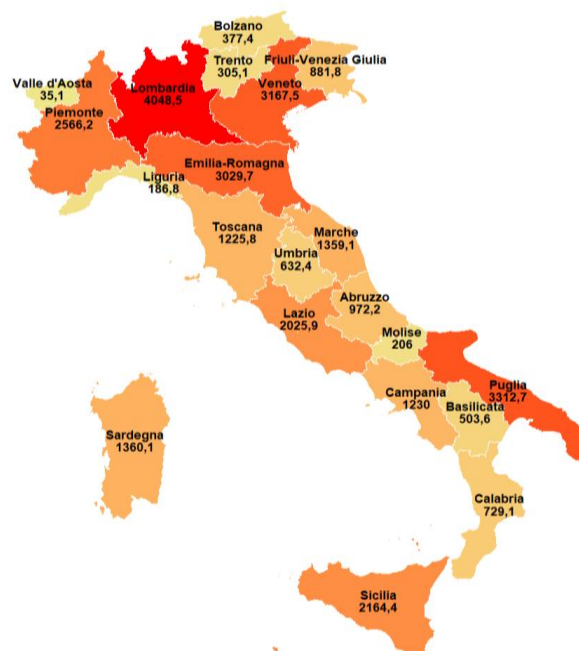 Bolzano
377,4
Trento
305,1
Friuli-Venezia Giulia
881,8
Valle d'Aosta
35,1
Lombardia
4048,5
Veneto
3167,5
Piemonte
2566,2
Emilia-Romagna
3029,7
Liguria
186,8
Toscana
1225,8
Marche
1359,1
Umbria
632,4
Abruzzo
972,2
Lazio
2025,9
Molise
206
Puglia
3312,7
Campania
1230
Basilicata
503,6
Sardegna
1360,1
Calabria
729,1
Sicilia
2164,4